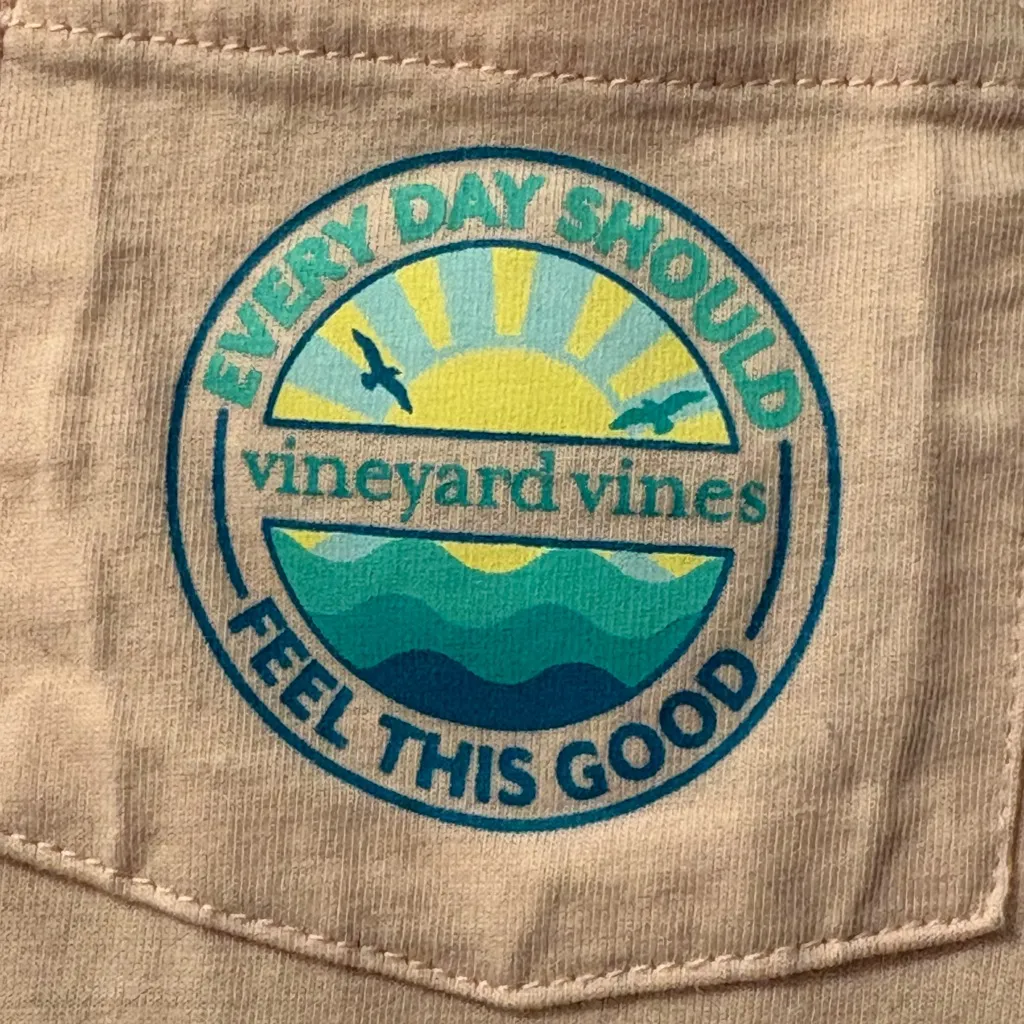 EVERY DAY SHOULD
vineyard vines
FEEL THIS GOOD